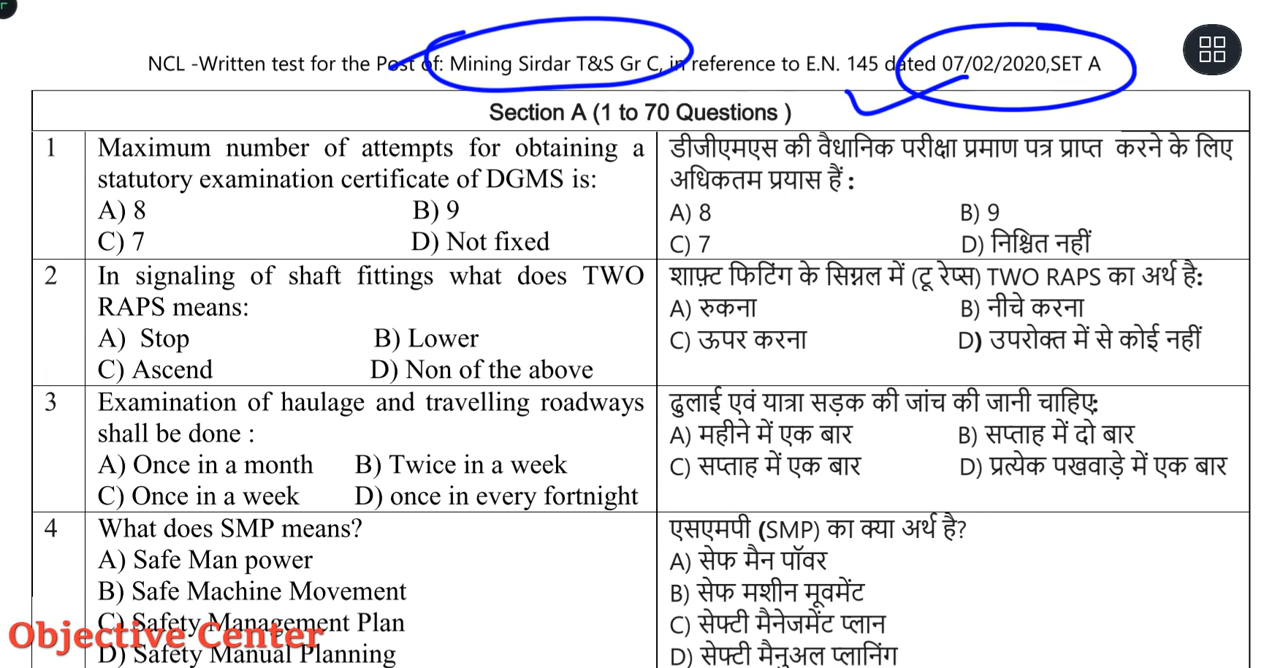 NCL -Written test for the Post of: Mining Sirdar T&S Gr C, in reference to E.N. 145 dated 07/02/2020,SET A
Section A (1 to 70 Questions )
1
Maximum number of attempts for obtaining a
statutory examination certificate of DGMS is:
A) 8 B) 9
C) 7 D) Not fixed
डीजीएमएस की वैधानिक परीक्षा प्रमाण पत्र प्राप्त करने के लिए
अधिकतम प्रयास हैं :
A) 8 B) 9
C) 7 D) निश्चित नहीं
2
In signaling of shaft fittings what does TWO
RAPS means:
A) Stop B) Lower
C) Ascend D) Non of the above
शाफ़्ट फिटिंग के सिग्नल में (टू रेप्स) TWO RAPS का अर्थ है:
A) रुकना B) नीचे करना
C) ऊपर करना D) उपरोक्त में से कोई नहीं
3
Examination of haulage and travelling roadways
shall be done :
A) Once in a month B) Twice in a week
C) Once in a week D) once in every fortnight
ढुलाई एवं यात्रा सड़क की जांच की जानी चाहिए:
A) महीने में एक बार B) सप्ताह में दो बार
C) सप्ताह में एक बार D) प्रत्येक पखवाड़े में एक बार
4
What does SMP means?
A) Safe Man power
B) Safe Machine Movement
C) Safety Management Plan
D) Safety Manual Planning
एसएमपी (SMP) का क्या अर्थ है?
A) सेफ मैन पॉवर
B) सेफ मशीन मूवमेंट
C) सेफ्टी मैनेजमेंट प्लान
D) सेफ्टी मैनुअल प्लानिंग
Objective Center